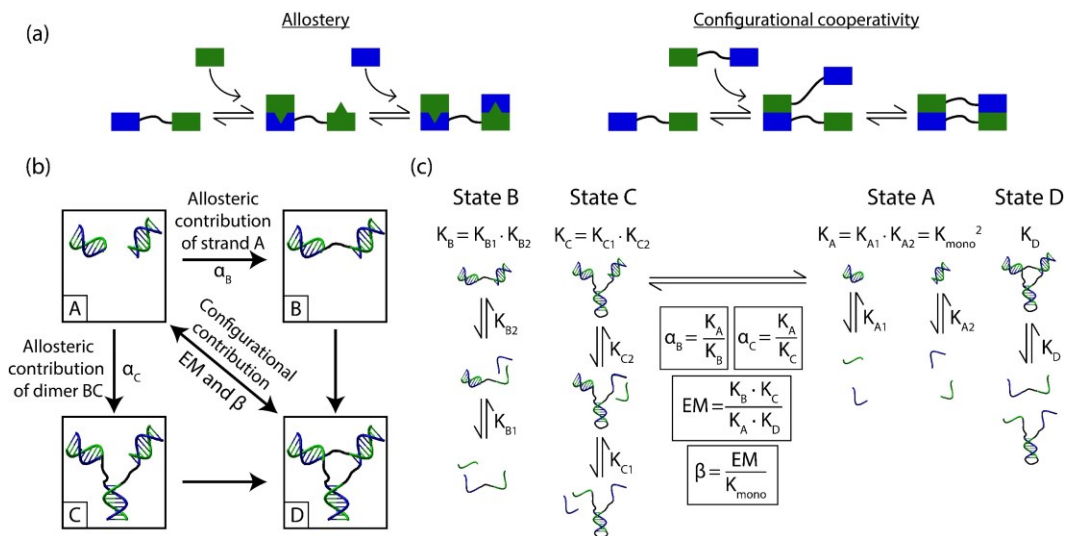 (a)
Allostery
Configurational cooperativity
(b)
Allosteric
contribution
of strand A
α_B
A
B
Configurational
contribution
EM and β
Allosteric
contribution
of dimer BC
α_C
C
D
(c)
State B
State C
State A
State D
K_B = K_B1 · K_B2
K_C = K_C1 · K_C2
K_A = K_A1 · K_A2 = K_mono²
K_D
K_B2
K_B1
K_C2
K_C1
α_B = K_A / K_B
α_C = K_A / K_C
EM = K_B · K_C / K_A · K_D
β = EM / K_mono
K_A1
K_A2
K_D